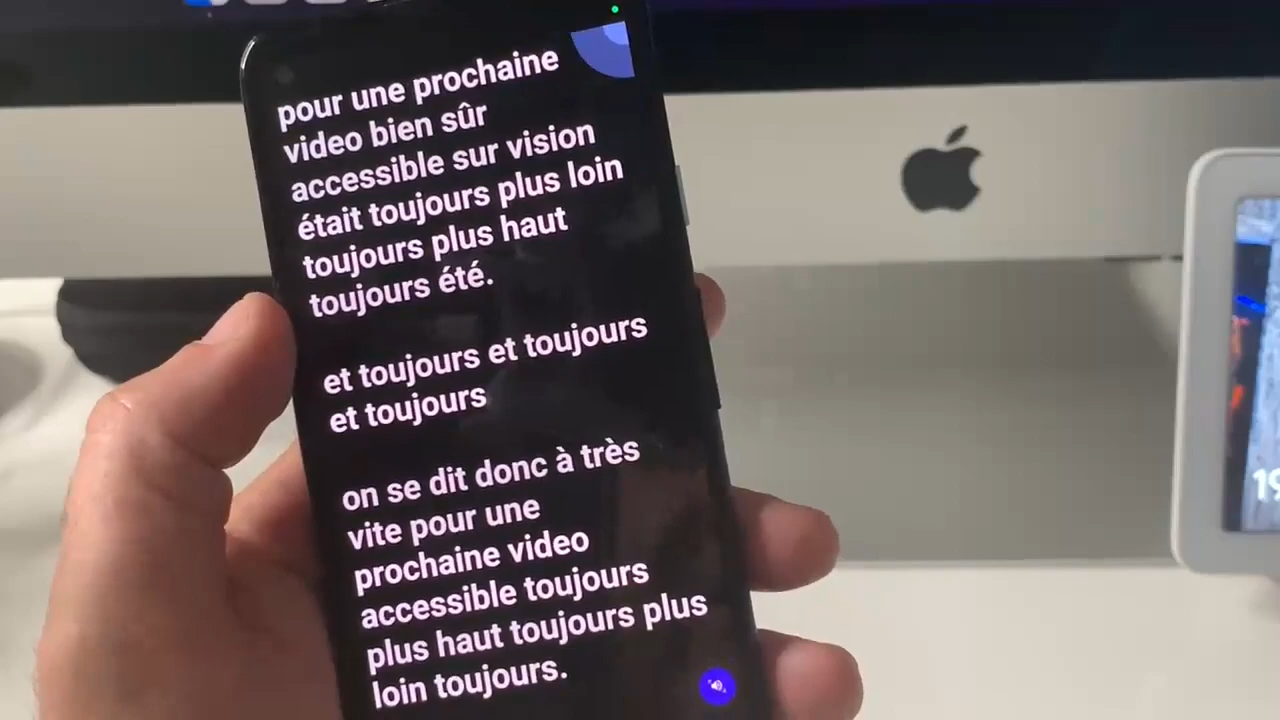 pour une prochaine
video bien sûr
accessible sur vision
était toujours plus loin
toujours plus haut
toujours été.
et toujours et toujours
et toujours
on se dit donc à très
vite pour une
prochaine video
accessible toujours
plus haut toujours plus
loin toujours.
19